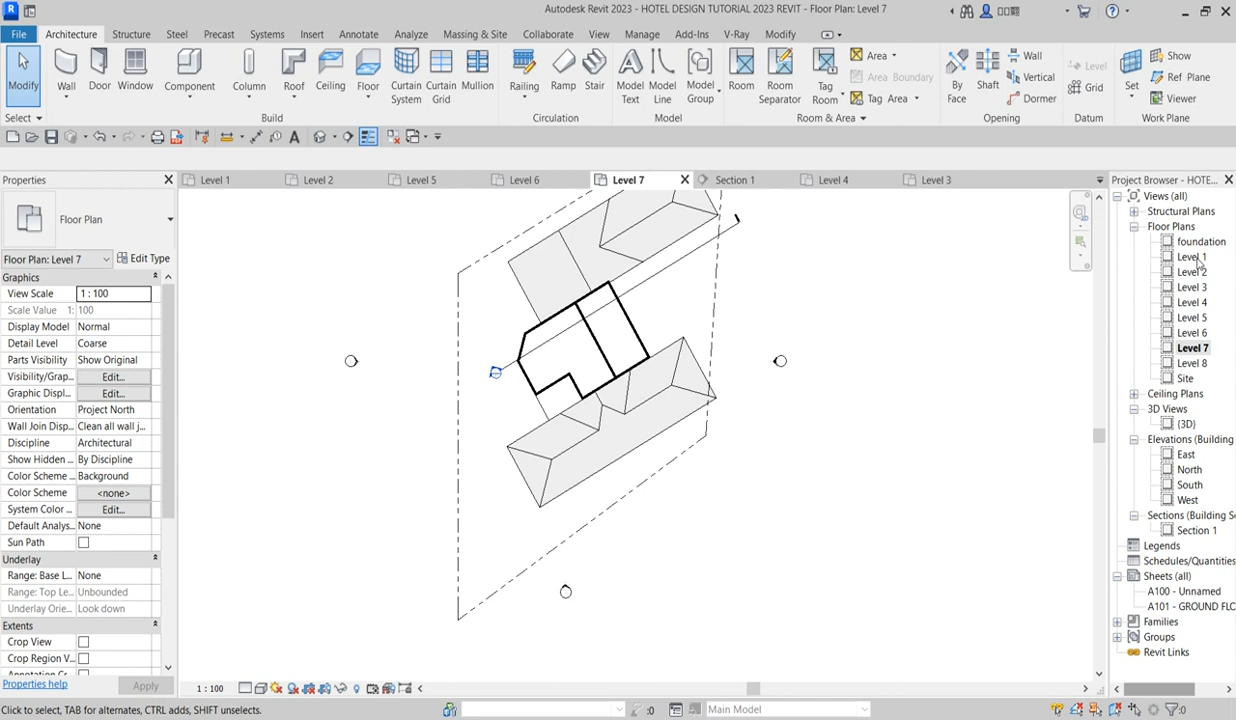 R Autodesk Revit 2023 - HOTEL DESIGN TUTORIAL 2023 REVIT - Floor Plan: Level 7
File Architecture Structure Steel Precast Systems Insert Annotate Analyze Massing & Site Collaborate View Manage Add-Ins V-Ray Modify
Modify Wall Door Window Component Column Roof Ceiling Floor Curtain System Curtain Grid Mullion Railing Ramp Stair Model Text Model Line Model Group Room Room Separator Tag Room
Area
Area Boundary
Tag Area
By Face Shaft
Wall
Vertical
Dormer
Level
Grid
Set
Show
Ref Plane
Viewer
Select Build Circulation Model Room & Area Opening Datum Work Plane
Properties
Level 1 Level 2 Level 5 Level 6 Level 7 Section 1 Level 4 Level 3
Project Browser - HOTE...
Floor Plan
Floor Plan: Level 7 Edit Type
Graphics
View Scale 1 : 100
Scale Value 1: 100
Display Model Normal
Detail Level Coarse
Parts Visibility Show Original
Visibility/Grap... Edit...
Graphic Displ... Edit...
Orientation Project North
Wall Join Disp... Clean all wall j...
Discipline Architectural
Show Hidden ... By Discipline
Color Scheme ... Background
Color Scheme <none>
System Color ... Edit...
Default Analys... None
Sun Path
Underlay
Range: Base L... None
Range: Top Le... Unbounded
Underlay Orie... Look down
Extents
Crop View
Crop Region V...
Properties help Apply
Views (all)
Structural Plans
Floor Plans
foundation
Level 1
Level 2
Level 3
Level 4
Level 5
Level 6
Level 7
Level 8
Site
Ceiling Plans
3D Views
{3D}
Elevations (Building
East
North
South
West
Sections (Building S
Section 1
Legends
Schedules/Quantities
Sheets (all)
A100 - Unnamed
A101 - GROUND FLO
Families
Groups
Revit Links
1 : 100
Click to select, TAB for alternates, CTRL adds, SHIFT unselects. :0 Main Model :0